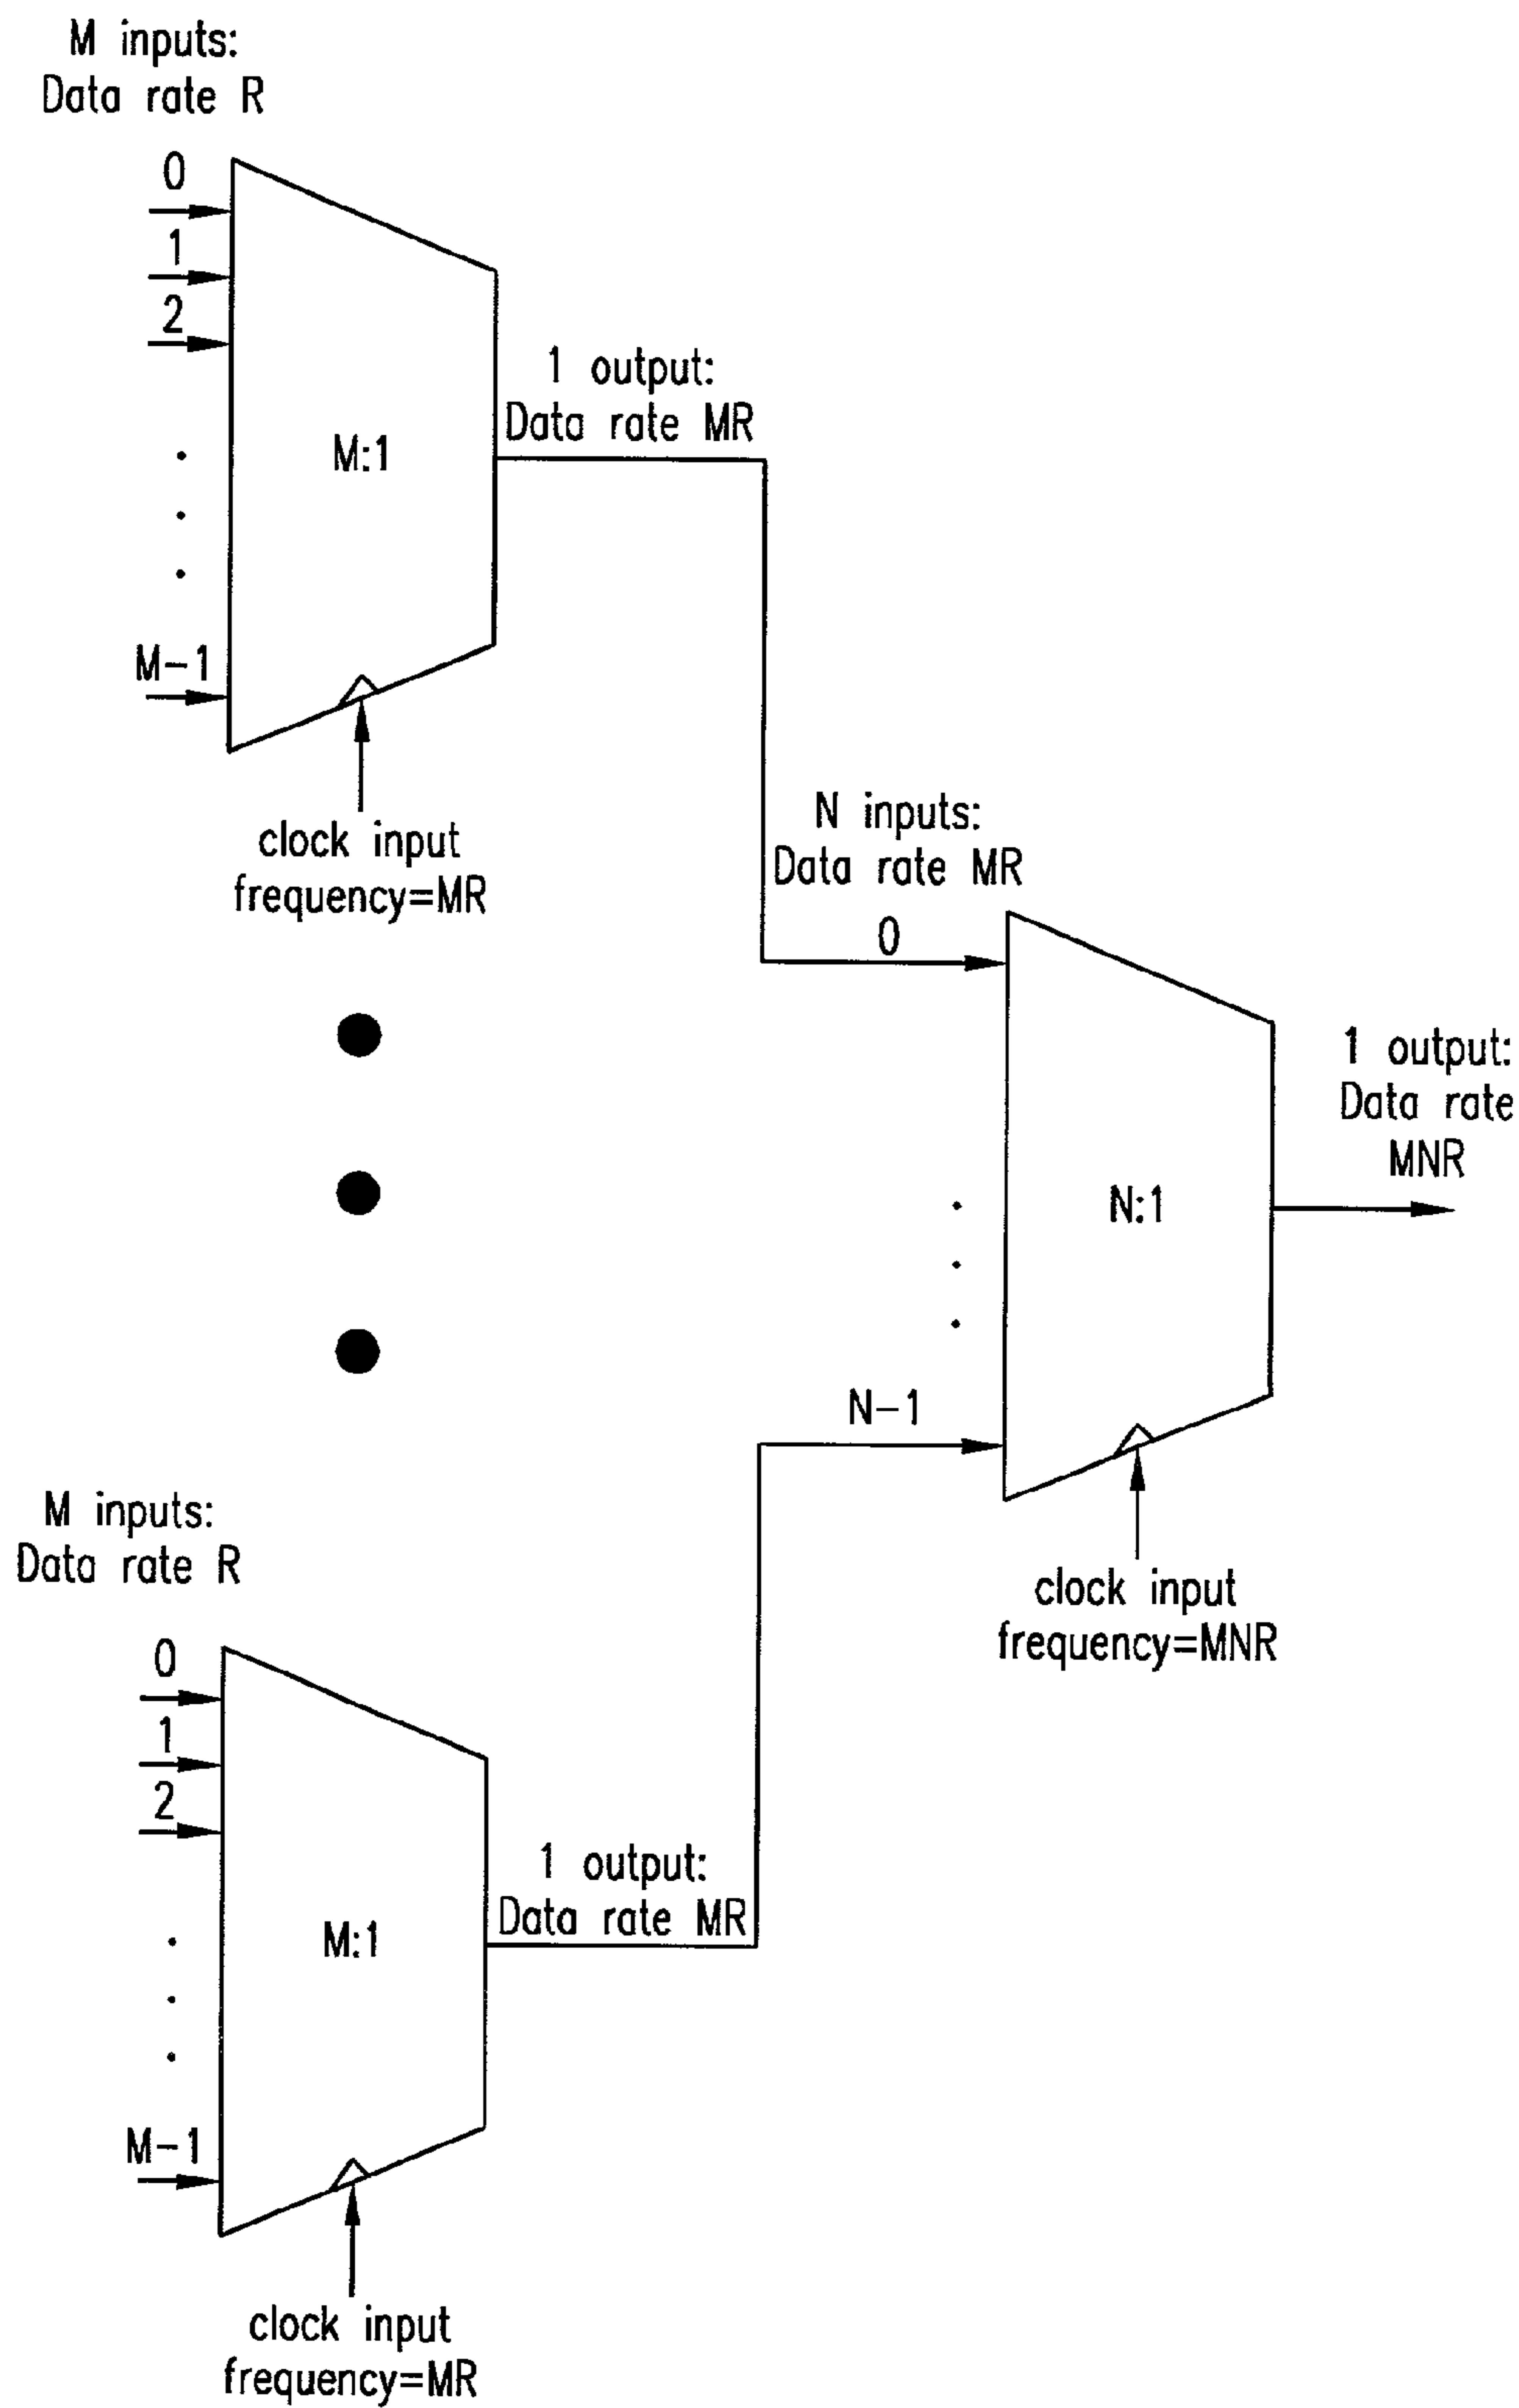 M inputs:
Data rate R
0
1
2
M-1
M:1
1 output:
Data rate MR
clock input
frequency=MR
N inputs:
Data rate MR
0
N-1
N:1
1 output:
Data rate
MNR
clock input
frequency=MNR
M inputs:
Data rate R
0
1
2
M-1
M:1
1 output:
Data rate MR
clock input
frequency=MR